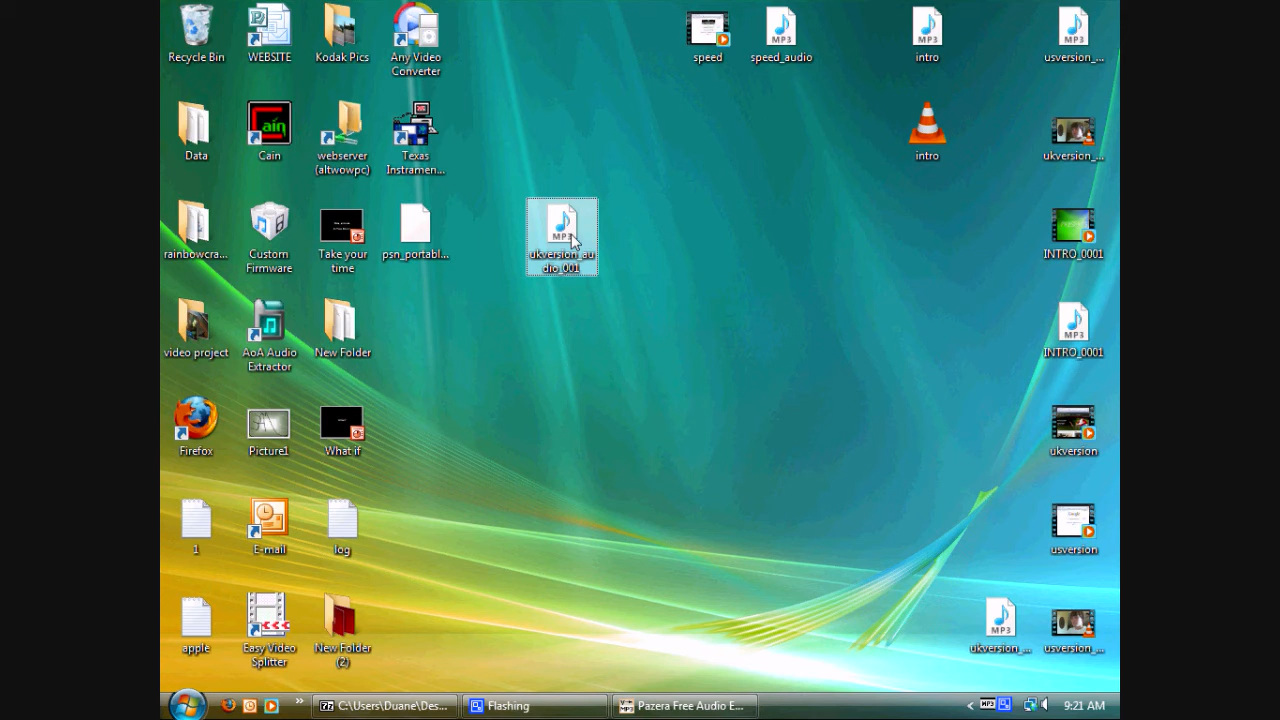 Recycle Bin
WEBSITE
Kodak Pics
Any Video
Converter
speed
speed_audio
intro
usversion_...
Data
Cain
webserver
(altwowpc)
Texas
Instramen...
intro
ukversion_...
rainbowcra...
Custom
Firmware
Take your
time
psn_portabl...
ukversion_au
dio_001
INTRO_0001
video project
AoA Audio
Extractor
New Folder
INTRO_0001
Firefox
Picture1
What if
ukversion
1
E-mail
log
usversion
apple
Easy Video
Splitter
New Folder
(2)
ukversion_...
usversion_...
C:\Users\Duane\Des...
Flashing
Pazera Free Audio E...
9:21 AM